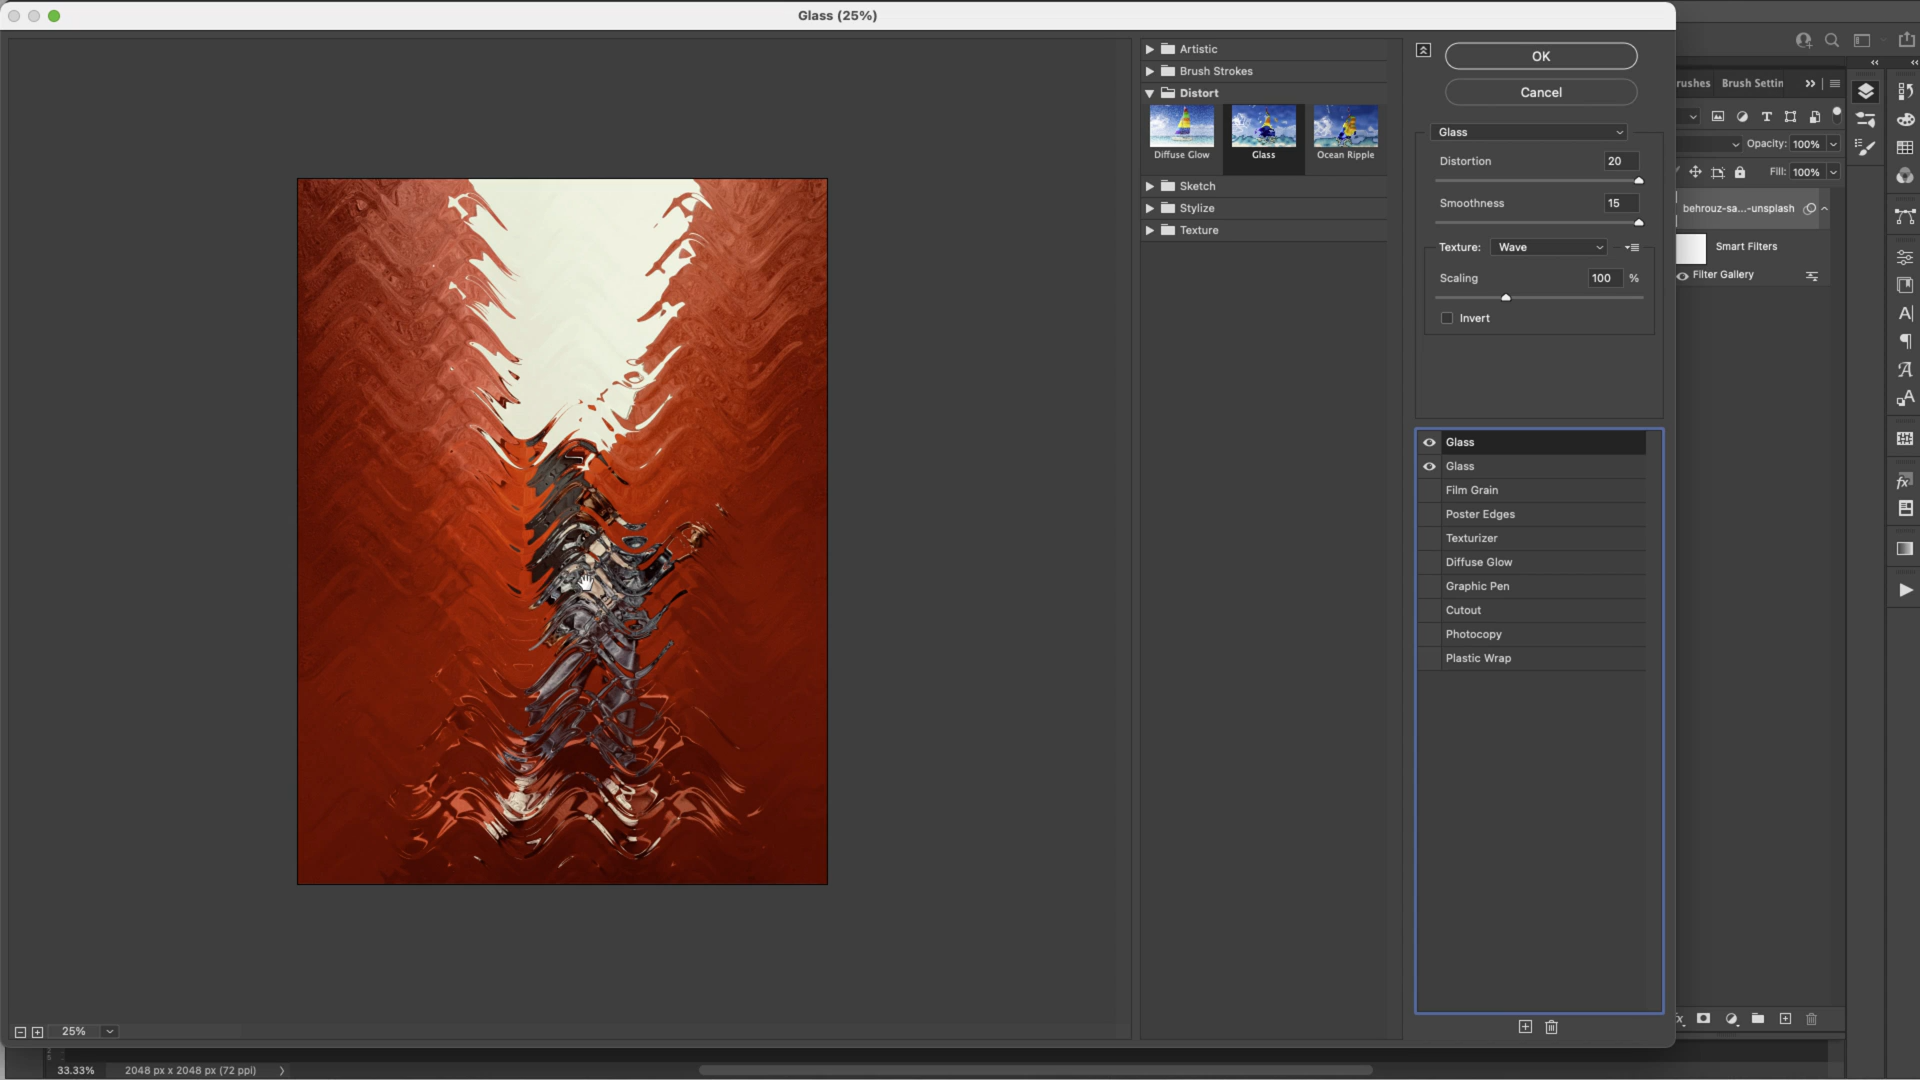 Glass (25%)
Artistic
Brush Strokes
Distort
Diffuse Glow
Glass
Ocean Ripple
Sketch
Stylize
Texture
OK
Cancel
Glass
Distortion 20
Smoothness 15
Texture: Wave
Scaling 100 %
Invert
Glass
Glass
Film Grain
Poster Edges
Texturizer
Diffuse Glow
Graphic Pen
Cutout
Photocopy
Plastic Wrap
rushes Brush Settin
Opacity: 100%
Fill: 100%
behrouz-sa...-unsplash
Smart Filters
Filter Gallery
25%
33.33% 2048 px x 2048 px (72 ppi)